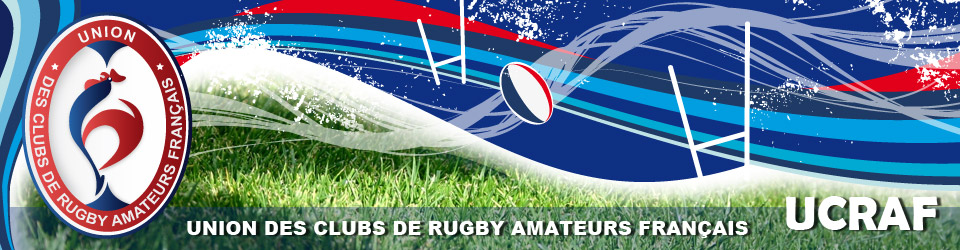 UNION
DES CLUBS DE RUGBY AMATEURS FRANÇAIS
UNION DES CLUBS DE RUGBY AMATEURS FRANÇAIS
UCRAF